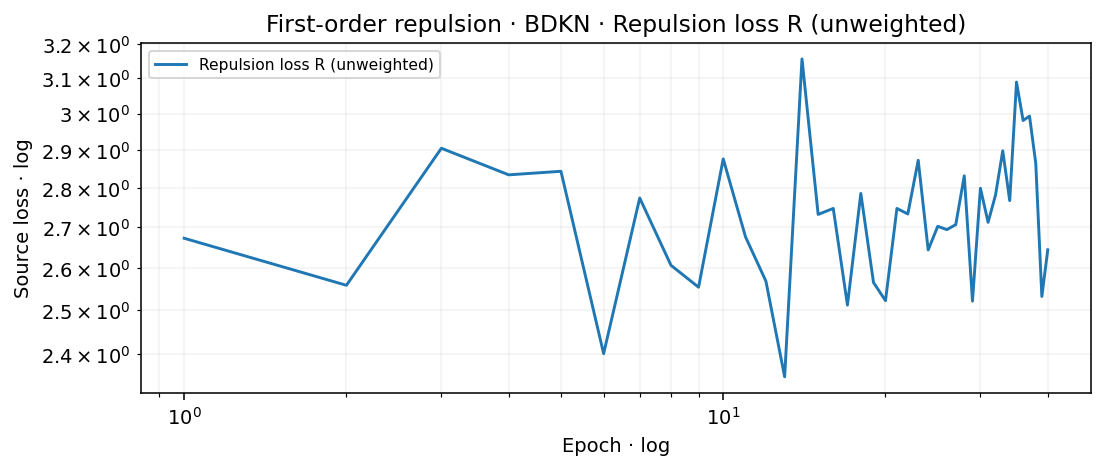 First-order repulsion · BDKN · Repulsion loss R (unweighted)
Repulsion loss R (unweighted)
Source loss · log
3.2 × 10⁰
3.1 × 10⁰
3 × 10⁰
2.9 × 10⁰
2.8 × 10⁰
2.7 × 10⁰
2.6 × 10⁰
2.5 × 10⁰
2.4 × 10⁰
10⁰ 10¹
Epoch · log